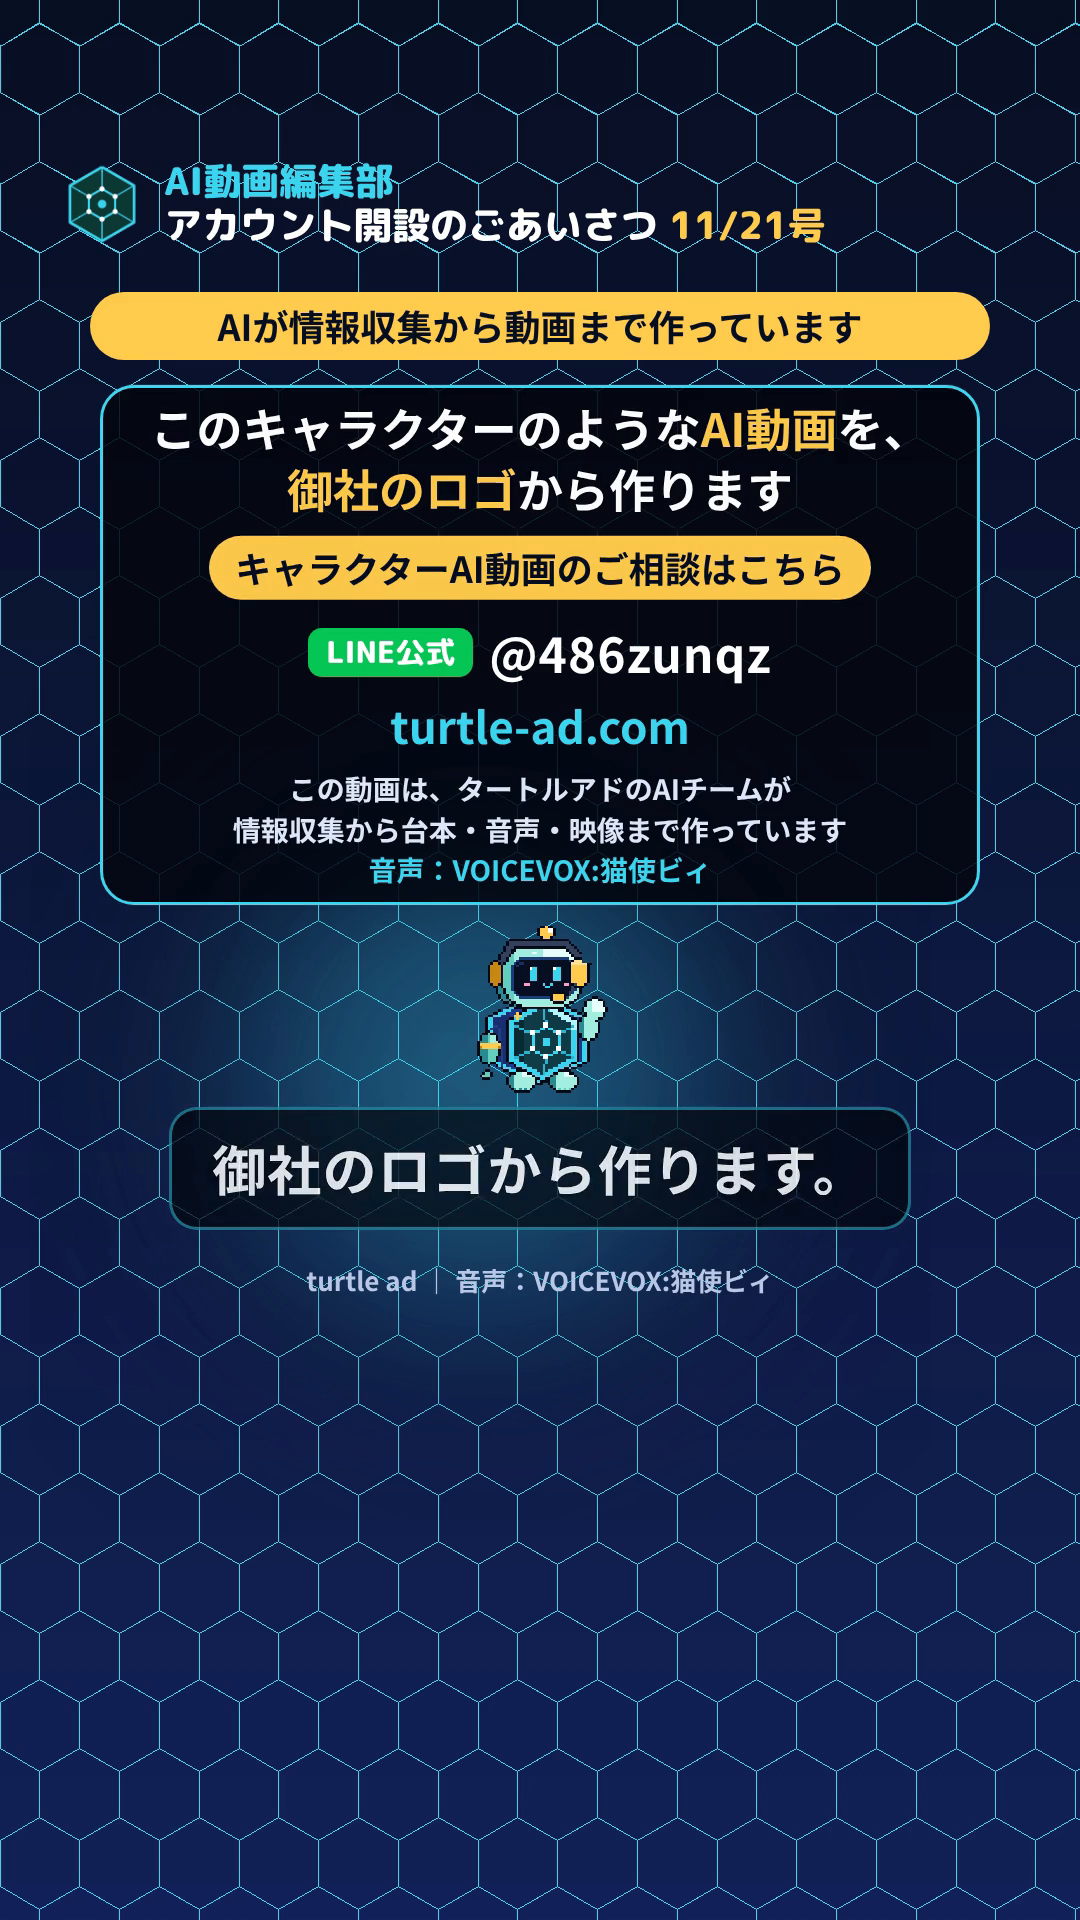 AI動画編集部
アカウント開設のごあいさつ 11/21号
AIが情報収集から動画まで作っています
このキャラクターのようなAI動画を、
御社のロゴから作ります
キャラクターAI動画のご相談はこちら
LINE公式 @486zunqz
turtle-ad.com
この動画は、タートルアドのAIチームが
情報収集から台本・音声・映像まで作っています
音声：VOICEVOX:猫使ビィ
御社のロゴから作ります。
turtle ad ｜ 音声：VOICEVOX:猫使ビィ